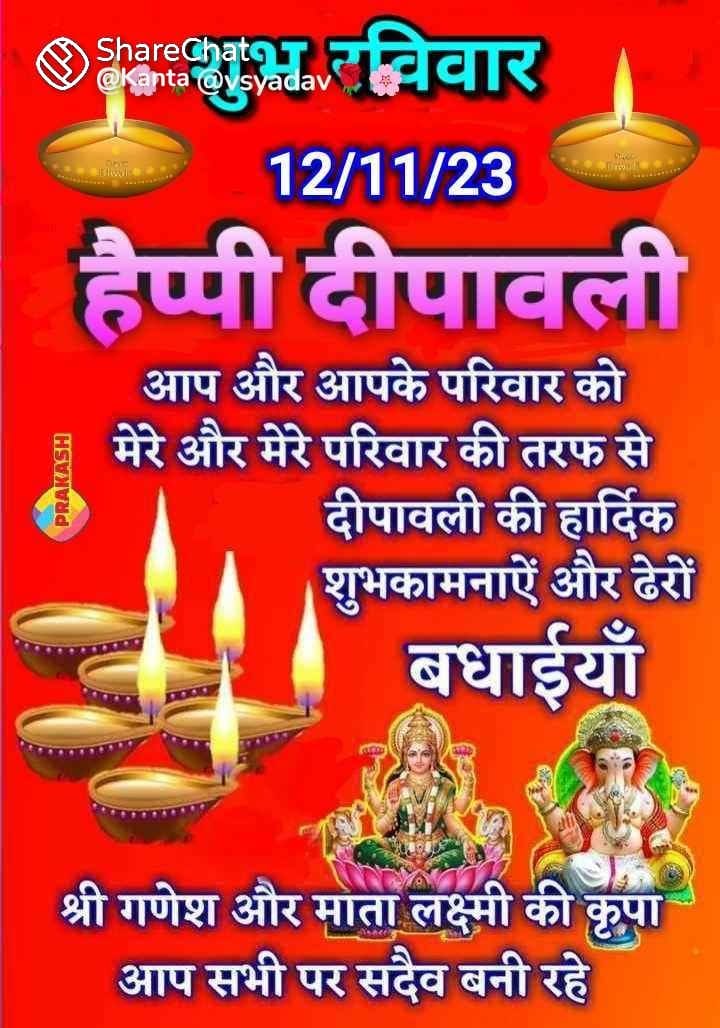 ShareChat
@Kanta @vsyadav
शुभ रविवार
12/11/23
हैप्पी दीपावली
आप और आपके परिवार को
मेरे और मेरे परिवार की तरफ से
PRAKASH
दीपावली की हार्दिक
शुभकामनाऐं और ढेरों
बधाईयाँ
श्री गणेश और माता लक्ष्मी की कृपा
आप सभी पर सदैव बनी रहे